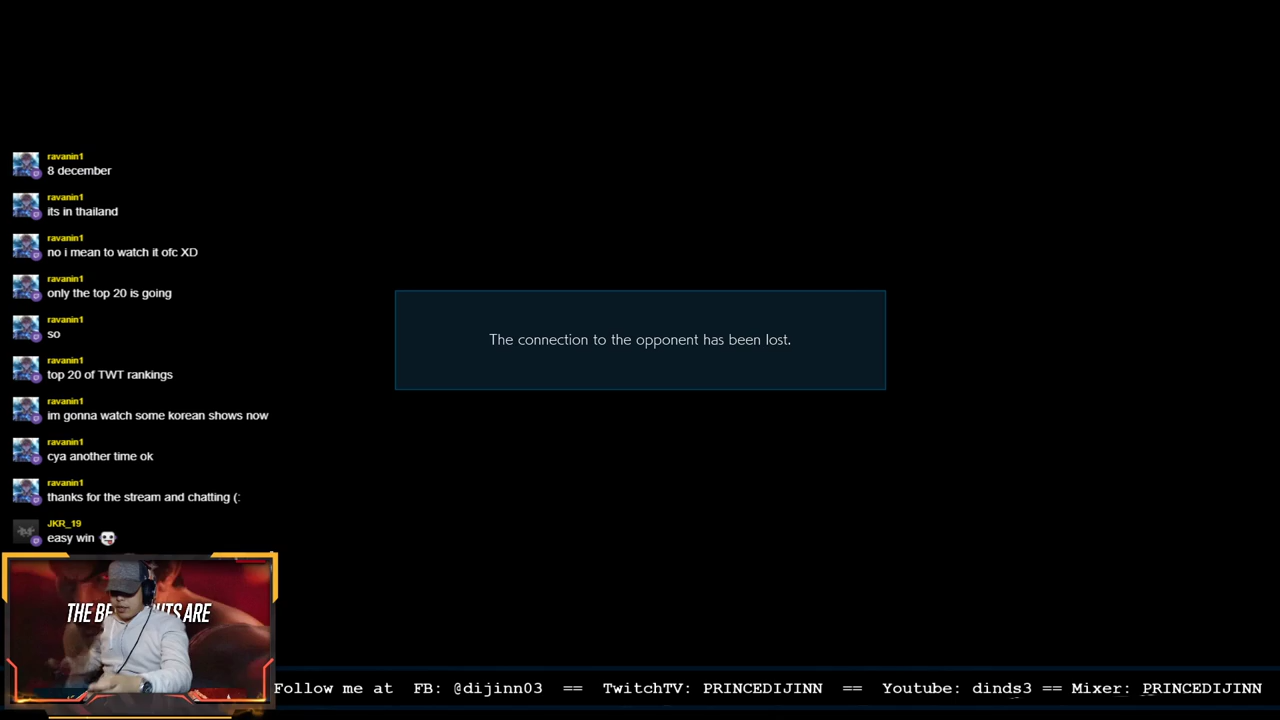 ravanin1
8 december
ravanin1
its in thailand
ravanin1
no i mean to watch it ofc XD
ravanin1
only the top 20 is going
ravanin1
so
ravanin1
top 20 of TWT rankings
ravanin1
im gonna watch some korean shows now
ravanin1
cya another time ok
ravanin1
thanks for the stream and chatting (:
JKR_19
easy win
The connection to the opponent has been lost.
THE BE
ARE
Follow me at FB: @dijinn03 == TwitchTV: PRINCEDIJINN == Youtube: dinds3 == Mixer: PRINCEDIJINN